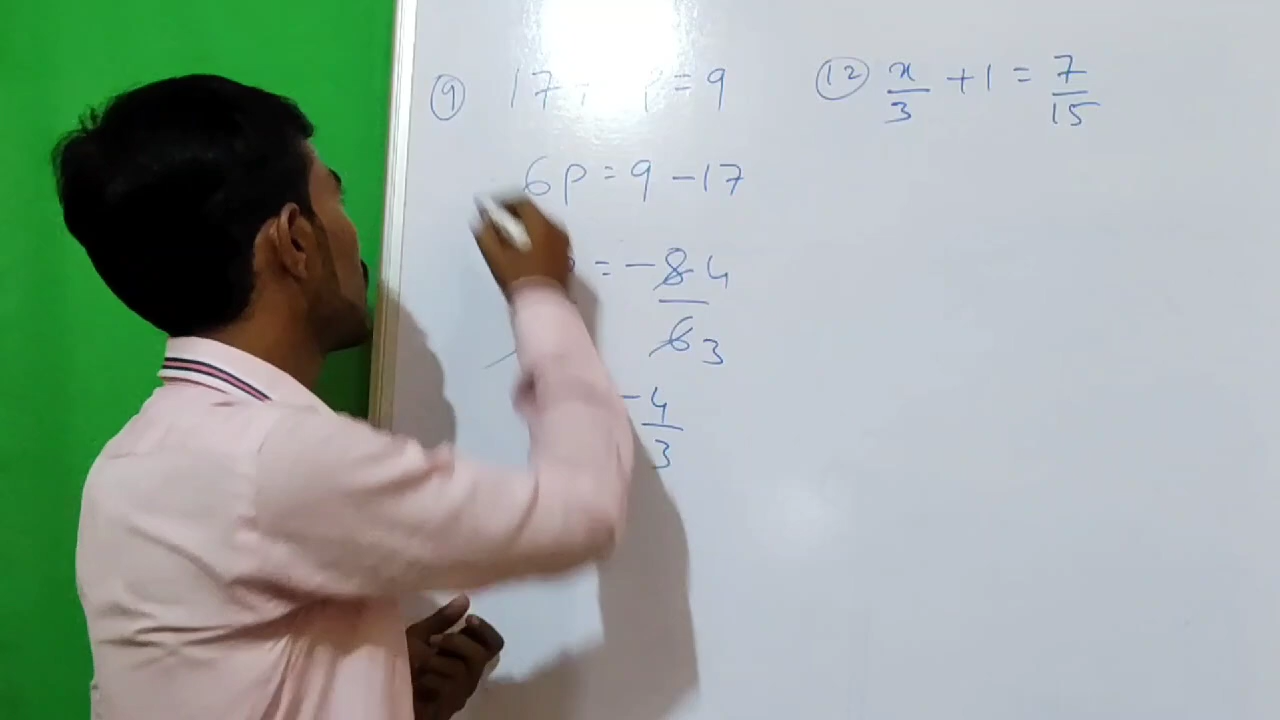 9 17 = 9
6p = 9 - 17
= -8 4
6 3
-4
3
12 x/3 + 1 = 7/15